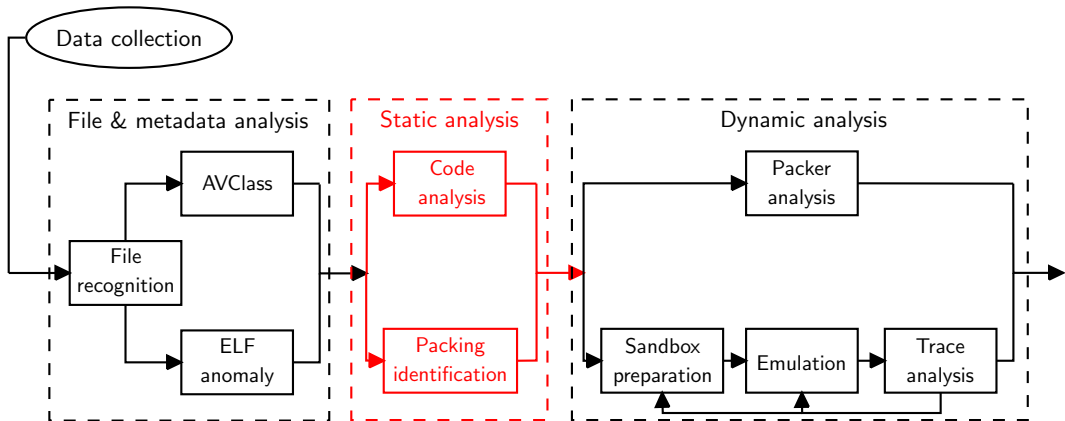 Data collection
File & metadata analysis
AVClass
File
recognition
ELF
anomaly
Static analysis
Code
analysis
Packing
identification
Dynamic analysis
Packer
analysis
Sandbox
preparation
Emulation
Trace
analysis